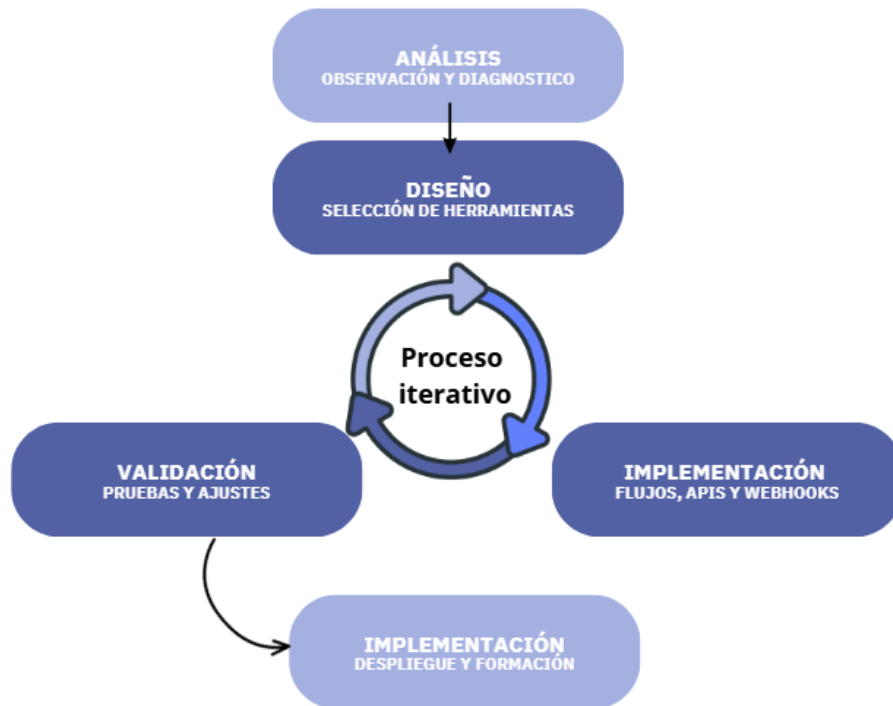 ANÁLISIS
OBSERVACIÓN Y DIAGNOSTICO
DISEÑO
SELECCIÓN DE HERRAMIENTAS
Proceso
iterativo
VALIDACIÓN
PRUEBAS Y AJUSTES
IMPLEMENTACIÓN
FLUJOS, APIS Y WEBHOOKS
IMPLEMENTACIÓN
DESPLIEGUE Y FORMACIÓN